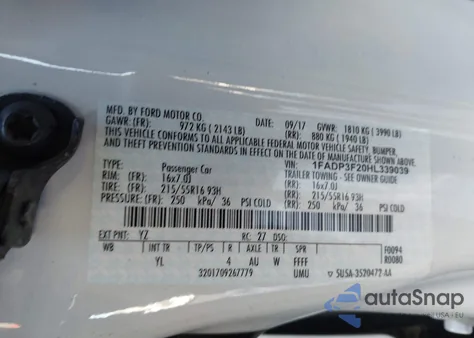 MFD. BY FORD MOTOR CO.
DATE: 09/17 GVWR: 1810 KG (3990 LB)
GAWR: (FR): 972 KG (2143 LB) (RR): 880 KG (1940 LB)
THIS VEHICLE CONFORMS TO ALL APPLICABLE FEDERAL MOTOR VEHICLE SAFETY, BUMPER,
AND THEFT PREVENTION STANDARDS IN EFFECT ON THE DATE OF MANUFACTURE SHOWN ABOVE.
VIN: 1FADP3F20HL339039
TYPE: Passenger Car TRAILER TOWING - SEE OWNER GUIDE
RIM: (FR): 16x7.0J (RR): 16x7.0J
TIRE: (FR): 215/55R16 93H (RR): 215/55R16 93H
PRESSURE: (FR) 250 kPa/ 36 PSI COLD (RR) 250 kPa/ 36 PSI COLD
EXT PNT: YZ RC: 27 DSO:
WB INT TR TP/PS R AXLE TR SPR F0094
YL 4 AU W FFFF R0080
3201709267779 UMU 5U5A-3520472-AA
autoSnap